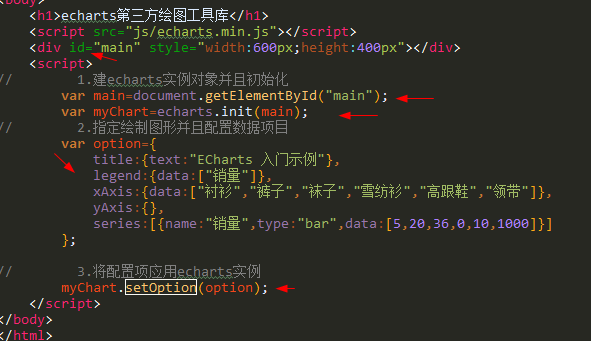 <body>
<h1>echarts第三方绘图工具库</h1>
<script src="js/echarts.min.js"></script>
<div id="main" style="width:600px;height:400px"></div>
<script>
// 1.建echarts实例对象并且初始化
var main=document.getElementById("main");
var myChart=echarts.init(main);
// 2.指定绘制图形并且配置数据项目
var option={
title:{text:"ECharts 入门示例"},
legend:{data:["销量"]},
xAxis:{data:["衬衫","裤子","袜子","雪纺衫","高跟鞋","领带"]},
yAxis:{},
series:[{name:"销量",type:"bar",data:[5,20,36,0,10,1000]}]
};
// 3.将配置项应用echarts实例
myChart.setOption(option);
</script>
</body>
</html>